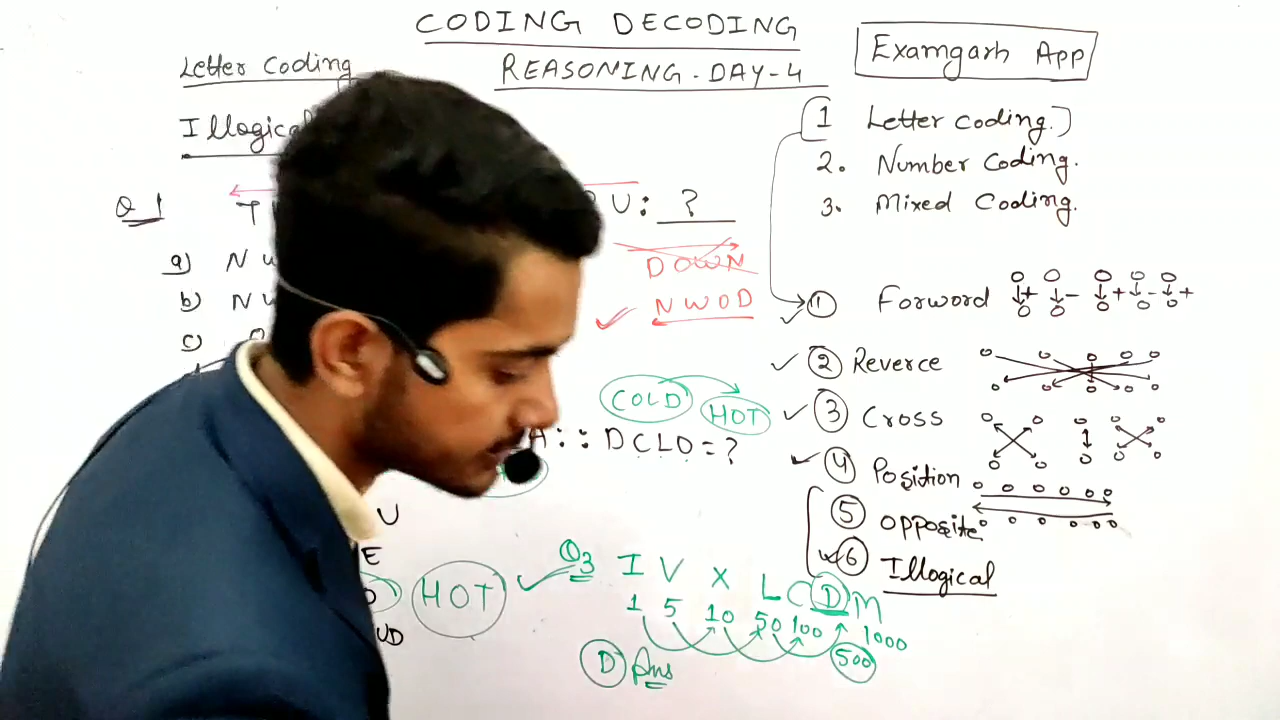 CODING DECODING
REASONING. DAY-4
Examgarh App
Letter Coding
1 Letter Coding.
2. Number Coding.
3. Mixed Coding.
Q 1
U: ?
a) N
b) N
c)
DOWN
NWOD
1 Forword
2 Reverce
3 Cross
4 Position
5 Opposite
6 Illogical
COLD HOT
A :: DCLO = ?
U
E
UD
HOT
Q3 I V X L C D M
1 5 10 50 100 500 1000
D Ans